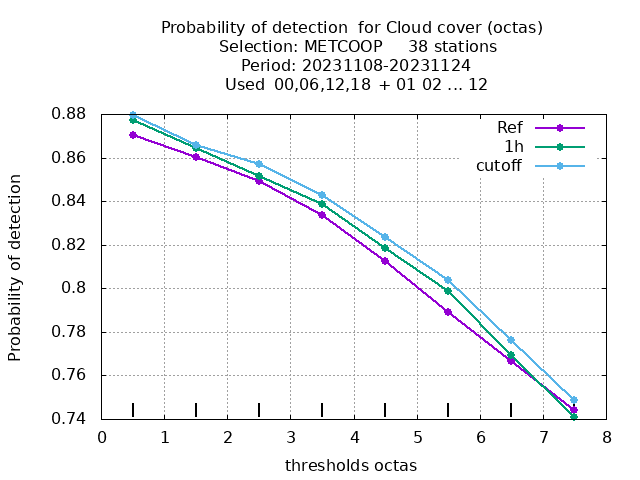 Probability of detection  for Cloud cover (octas)
Selection: METCOOP     38 stations
Period: 20231108-20231124
Used  00,06,12,18  + 01 02 ... 12
Ref
1h
cutoff
Probability of detection
0.88
0.86
0.84
0.82
0.8
0.78
0.76
0.74
0 1 2 3 4 5 6 7 8
thresholds octas